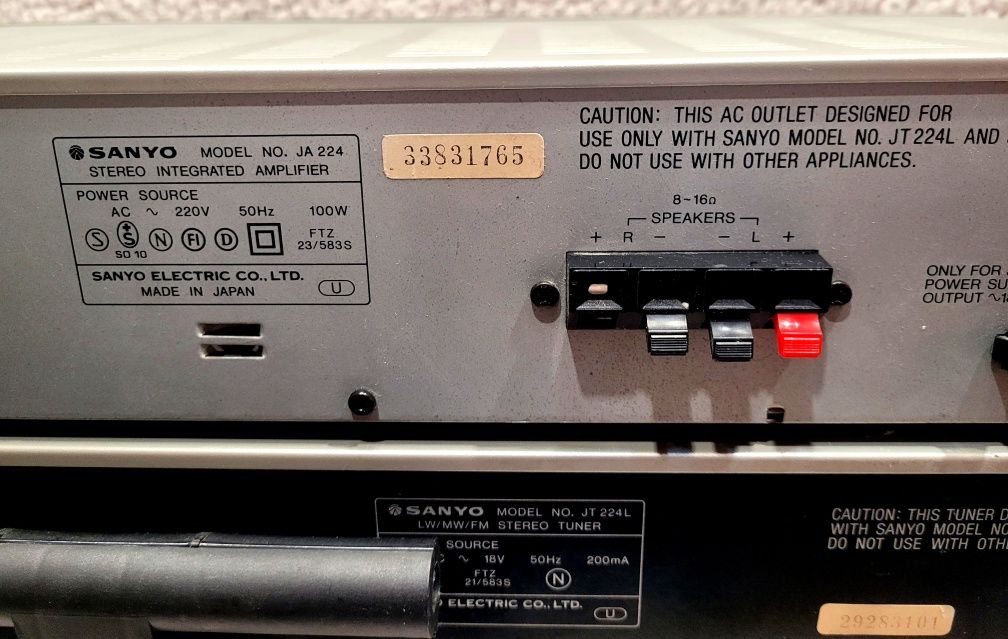 SANYO MODEL NO. JA 224
STEREO INTEGRATED AMPLIFIER
POWER SOURCE
AC ~ 220V 50Hz 100W
S +S N FI D FTZ
SO 10 23/583S
SANYO ELECTRIC CO., LTD.
MADE IN JAPAN U
33831765
CAUTION: THIS AC OUTLET DESIGNED FOR
USE ONLY WITH SANYO MODEL NO. JT 224L AND
DO NOT USE WITH OTHER APPLIANCES.
8~16Ω
SPEAKERS
+ R − − L +
ONLY FOR
POWER SU
OUTPUT ~1
SANYO MODEL NO. JT 224L
LW/MW/FM STEREO TUNER
SOURCE
~ 18V 50Hz 200mA
FTZ N
21/583S
ELECTRIC CO., LTD. U
CAUTION: THIS TUNER D
WITH SANYO MODEL NO
DO NOT USE WITH OTH
29283101